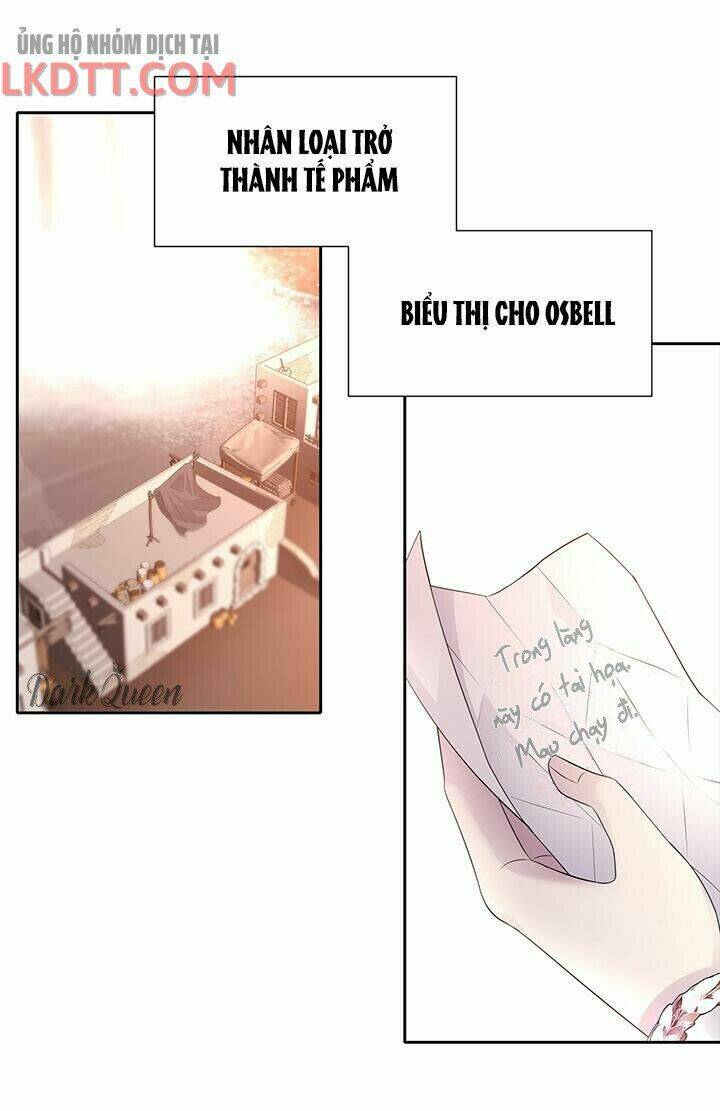 ỦNG HỘ NHÓM DỊCH TẠI
LKDTT.COM
NHÂN LOẠI TRỞ
THÀNH TẾ PHẨM
BIỂU THỊ CHO OSBELL
Trong làng
này có tai họa.
Mau chạy đi.
DarkQueen